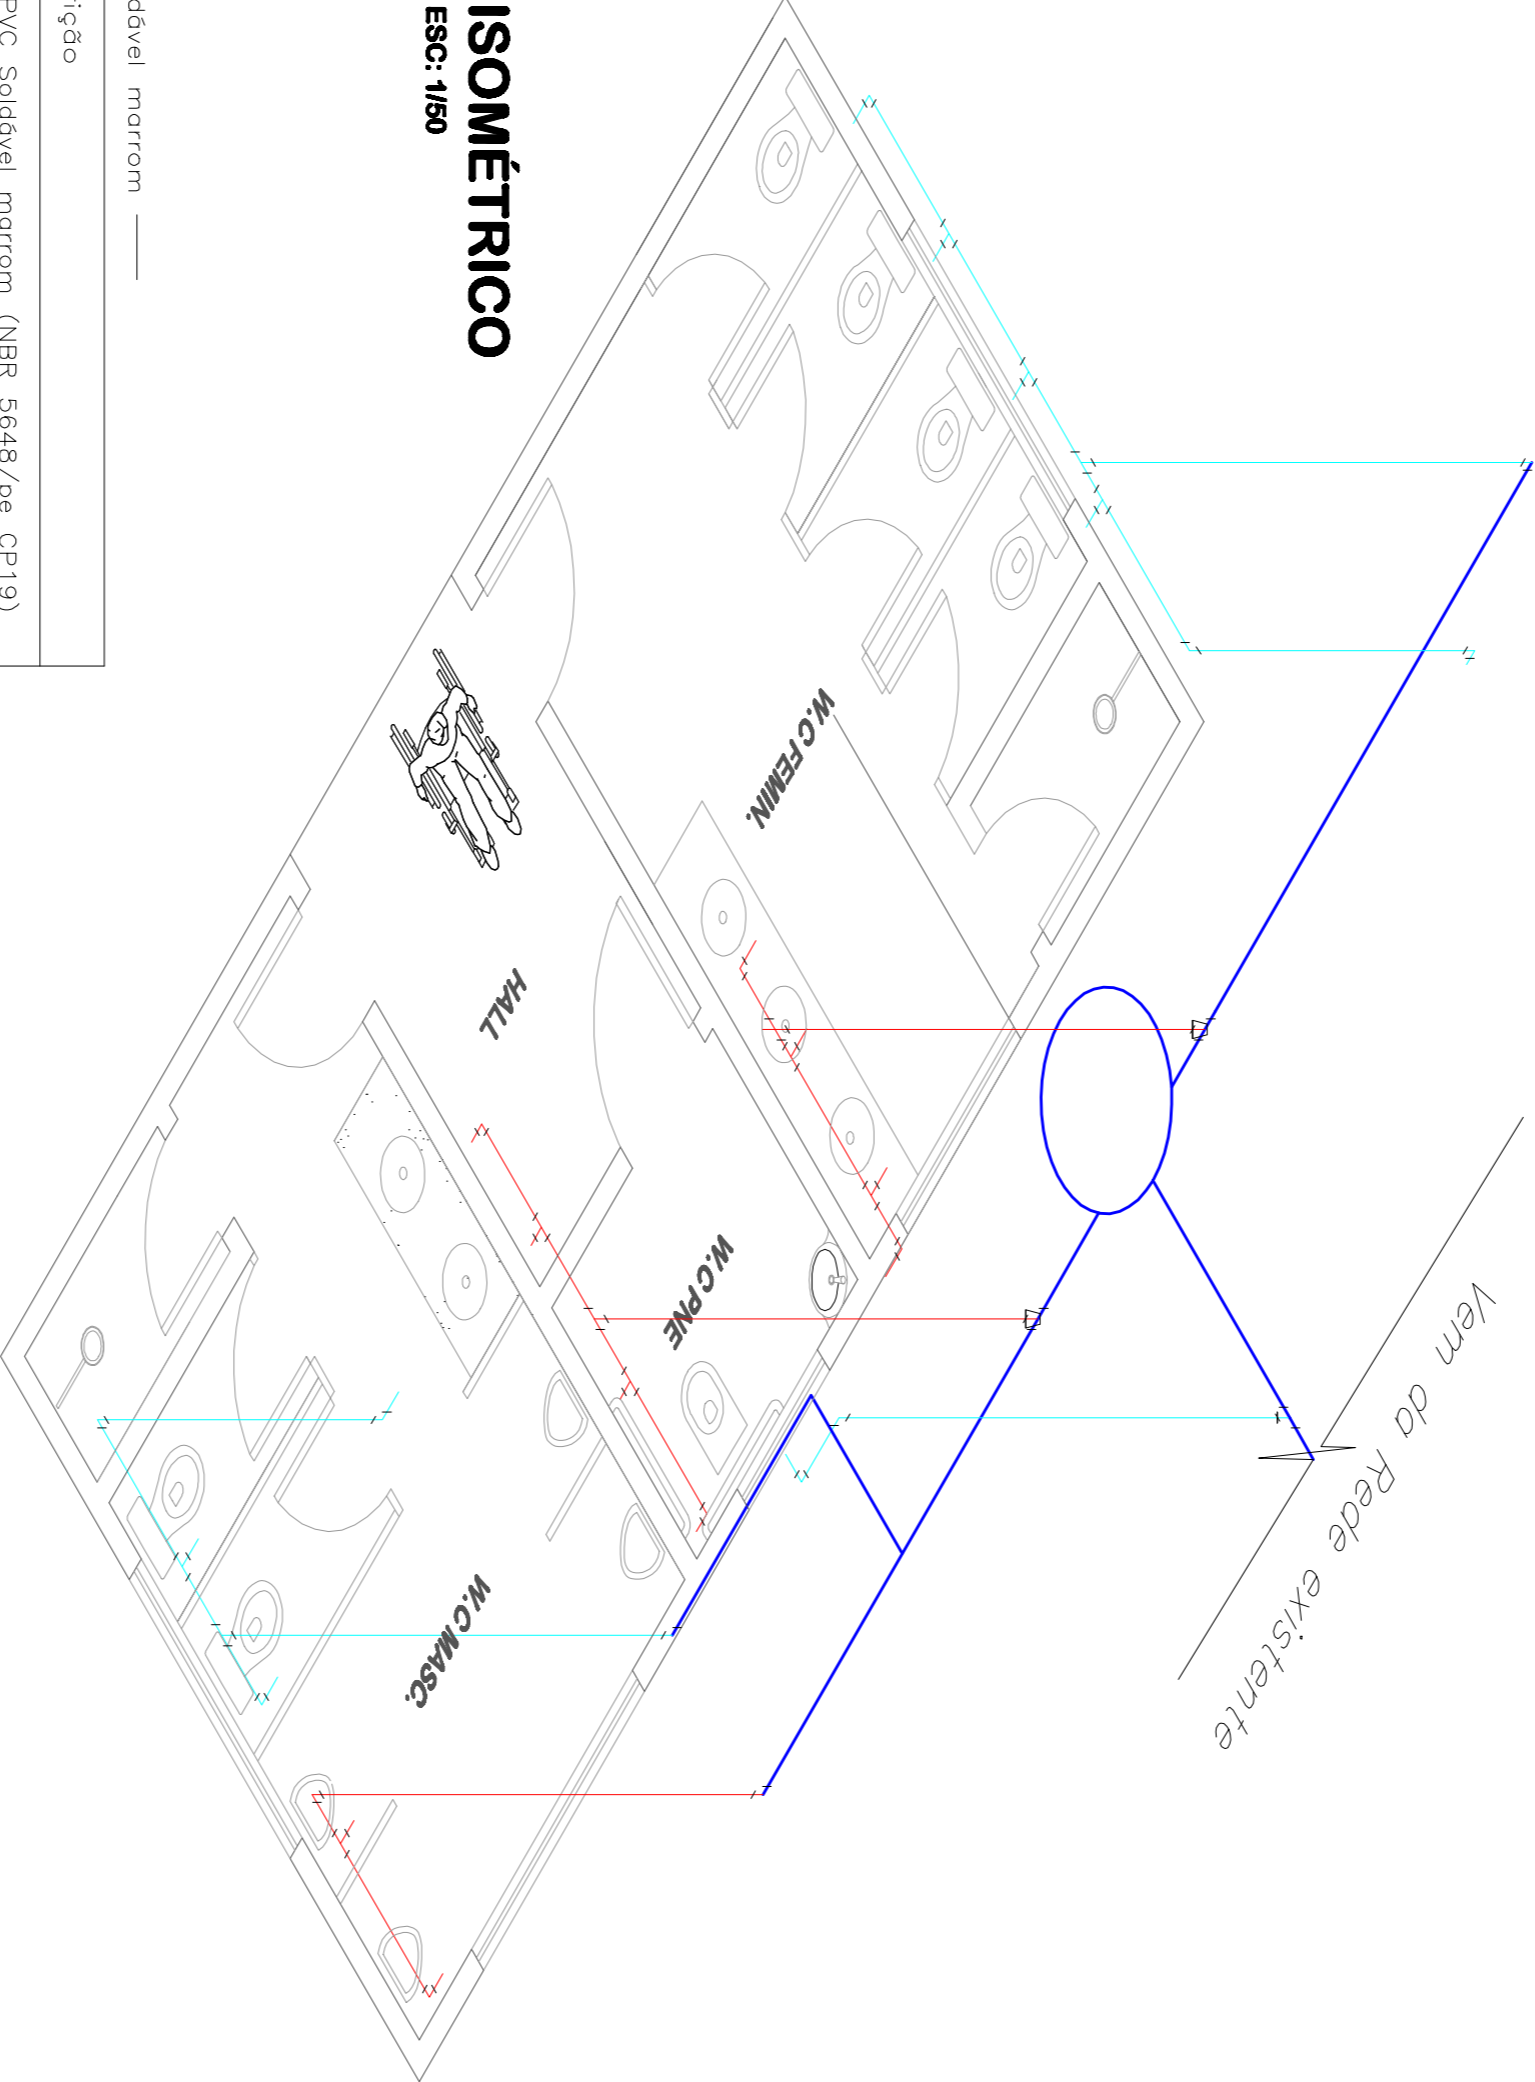 ISOMÉTRICO
ESC: 1/50
dável marrom
ição
PVC Soldável marrom (NBR 5648/pe CP19)
W.C FEMIN.
HALL
W.C PNE
W.C MASC.
Vem da Rede existente